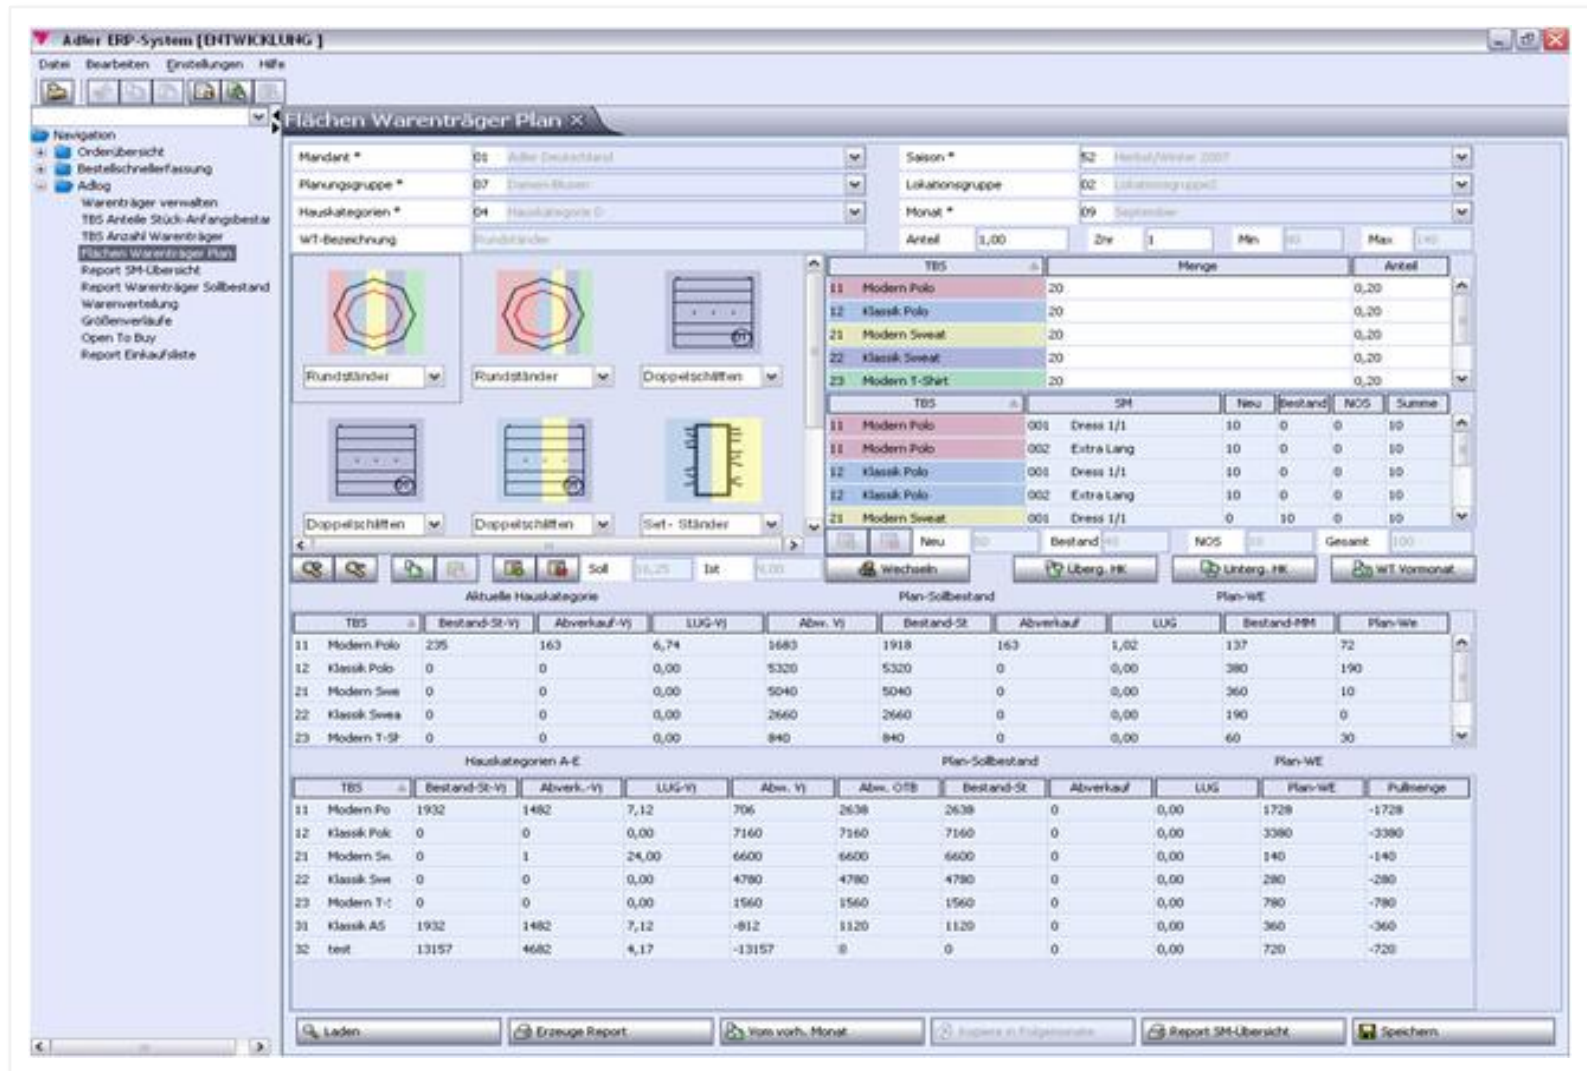 Adler ERP-System [ENTWICKLUNG ]
Datei Bearbeiten Einstellungen Hilfe
Flächen Warenträger Plan ×
Navigation
Orderübersicht
Bestellschnellerfassung
Adlog
Warenträger verwalten
TBS Anteile Stück-Anfangsbestar
TBS Anzahl Warenträger
Flächen Warenträger Plan
Report SM-Übersicht
Report Warenträger Sollbestand
Warenverteilung
Größenverläufe
Open To Buy
Report Einkaufsliste
Mandant * 01 Adler Deutschland Saison * 52 Herbst/Winter 2007
Planungsgruppe * 07 Damen-Blusen Lokationsgruppe 02 Lokationsgruppe2
Hauskategorien * 04 Hauskategorie D Monat * 09 September
WT-Bezeichnung Rundständer Anteil 1,00 Znr 1 Min Max
Rundständer Rundständer Doppelschlitten
Doppelschlitten Doppelschlitten Set- Ständer
TBS Menge Anteil
11 Modern Polo 20 0,20
12 Klassik Polo 20 0,20
21 Modern Sweat 20 0,20
22 Klassik Sweat 20 0,20
23 Modern T-Shirt 20 0,20
TBS SM Neu Bestand NOS Summe
11 Modern Polo 001 Dress 1/1 10 0 0 10
11 Modern Polo 002 Extra Lang 10 0 0 10
12 Klassik Polo 001 Dress 1/1 10 0 0 10
12 Klassik Polo 002 Extra Lang 10 0 0 10
21 Modern Sweat 001 Dress 1/1 0 10 0 10
Neu Bestand NOS Gesamt 100
Soll Ist Wechseln Überg. HK Unterg. HK WT Vormonat
Aktuelle Hauskategorie Plan-Sollbestand Plan-WE
TBS Bestand-St-VJ Abverkauf-VJ LUG-VJ Abw. VJ Bestand-St Abverkauf LUG Bestand-MM Plan-We
11 Modern Polo 235 163 6,74 1683 1918 163 1,02 137 72
12 Klassik Polo 0 0 0,00 5320 5320 0 0,00 380 190
21 Modern Swe 0 0 0,00 5040 5040 0 0,00 360 10
22 Klassik Swea 0 0 0,00 2660 2660 0 0,00 190 0
23 Modern T-Sh 0 0 0,00 840 840 0 0,00 60 30
Hauskategorien A-E Plan-Sollbestand Plan-WE
TBS Bestand-St-VJ Abverk.-VJ LUG-VJ Abw. VJ Abw. OTB Bestand-St Abverkauf LUG Plan-WE Pullmenge
11 Modern Po 1932 1482 7,12 706 2638 2638 0 0,00 1728 -1728
12 Klassik Polc 0 0 0,00 7160 7160 7160 0 0,00 3380 -3380
21 Modern Sw. 0 1 24,00 6600 6600 6600 0 0,00 140 -140
22 Klassik Swe 0 0 0,00 4780 4780 4780 0 0,00 280 -280
23 Modern T-S 0 0 0,00 1560 1560 1560 0 0,00 780 -780
31 Klassik AS 1932 1482 7,12 -812 1120 1120 0 0,00 360 -360
32 test 13157 4682 4,17 -13157 0 0 0 0,00 720 -720
Laden Erzeuge Report Vom vorh. Monat Kopiere in Folgemonate Report SM-Übersicht Speichern